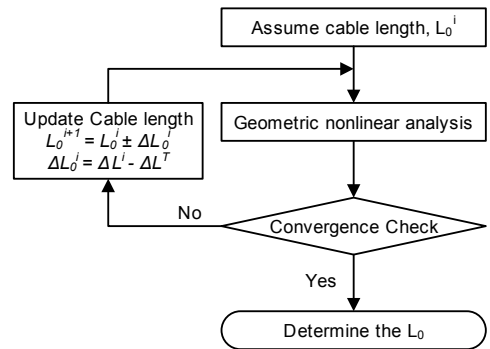 Assume cable length, L₀ⁱ
Update Cable length
L₀ⁱ⁺¹ = L₀ⁱ ± ΔL₀ⁱ
ΔL₀ⁱ = ΔLⁱ - ΔLᵀ
Geometric nonlinear analysis
No
Convergence Check
Yes
Determine the L₀